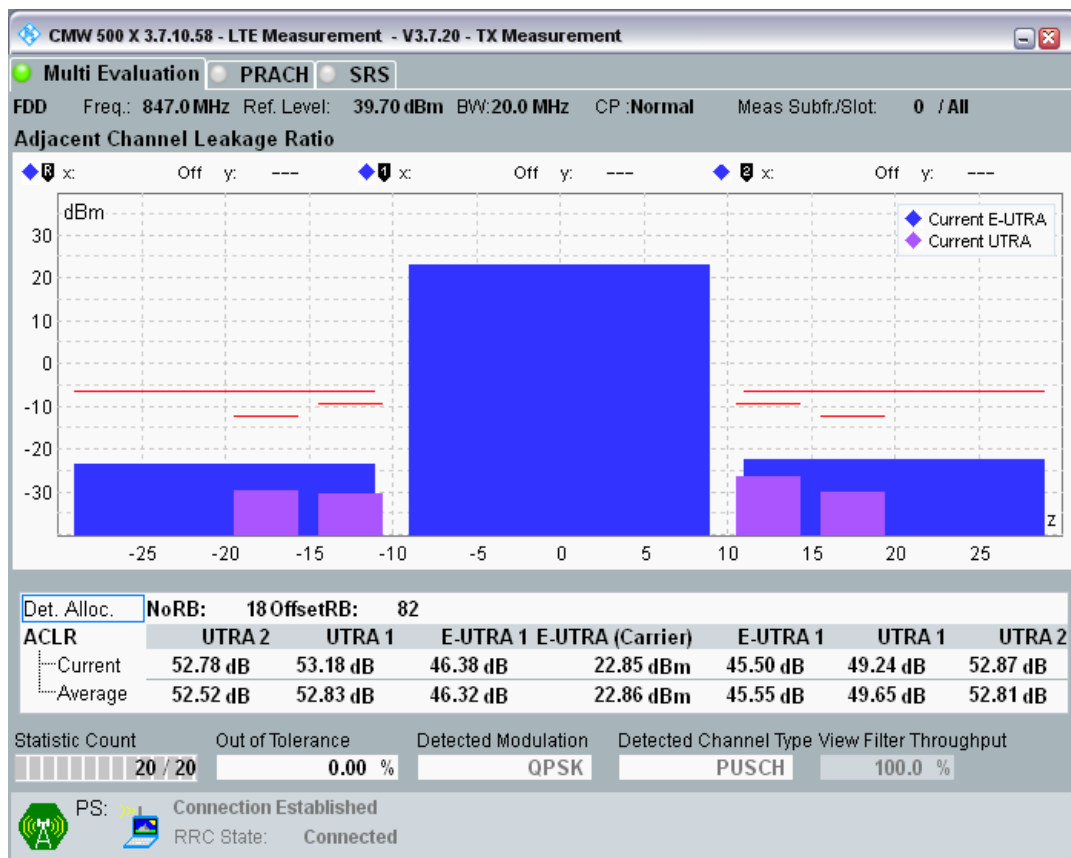 CMW 500 X 3.7.10.58 - LTE Measurement - V3.7.20 - TX Measurement
Multi Evaluation PRACH SRS
FDD Freq.: 847.0 MHz Ref. Level: 39.70 dBm BW:20.0 MHz CP :Normal Meas Subfr./Slot: 0 / All
Adjacent Channel Leakage Ratio
R x: Off y: --- 1 x: Off y: --- 2 x: Off y: ---
dBm
Current E-UTRA
Current UTRA
30
20
10
0
-10
-20
-30
z
-25 -20 -15 -10 -5 0 5 10 15 20 25
Det. Alloc. NoRB: 18 OffsetRB: 82
ACLR UTRA 2 UTRA 1 E-UTRA 1 E-UTRA (Carrier) E-UTRA 1 UTRA 1 UTRA 2
Current 52.78 dB 53.18 dB 46.38 dB 22.85 dBm 45.50 dB 49.24 dB 52.87 dB
Average 52.52 dB 52.83 dB 46.32 dB 22.86 dBm 45.55 dB 49.65 dB 52.81 dB
Statistic Count Out of Tolerance Detected Modulation Detected Channel Type View Filter Throughput
20 / 20 0.00 % QPSK PUSCH 100.0 %
PS: Connection Established
RRC State: Connected